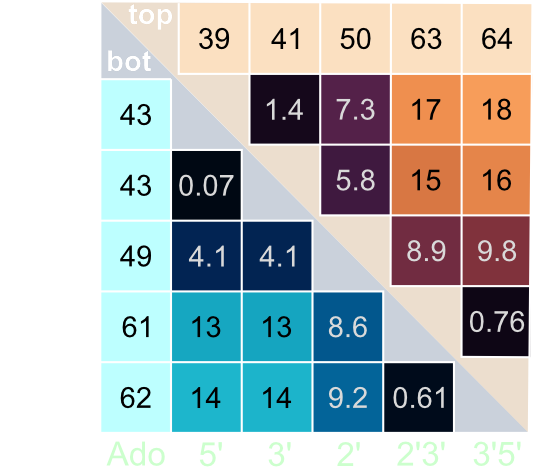 top 39 41 50 63 64
bot
43 1.4 7.3 17 18
43 0.07 5.8 15 16
49 4.1 4.1 8.9 9.8
61 13 13 8.6 0.76
62 14 14 9.2 0.61
Ado 5' 3' 2' 2'3' 3'5'